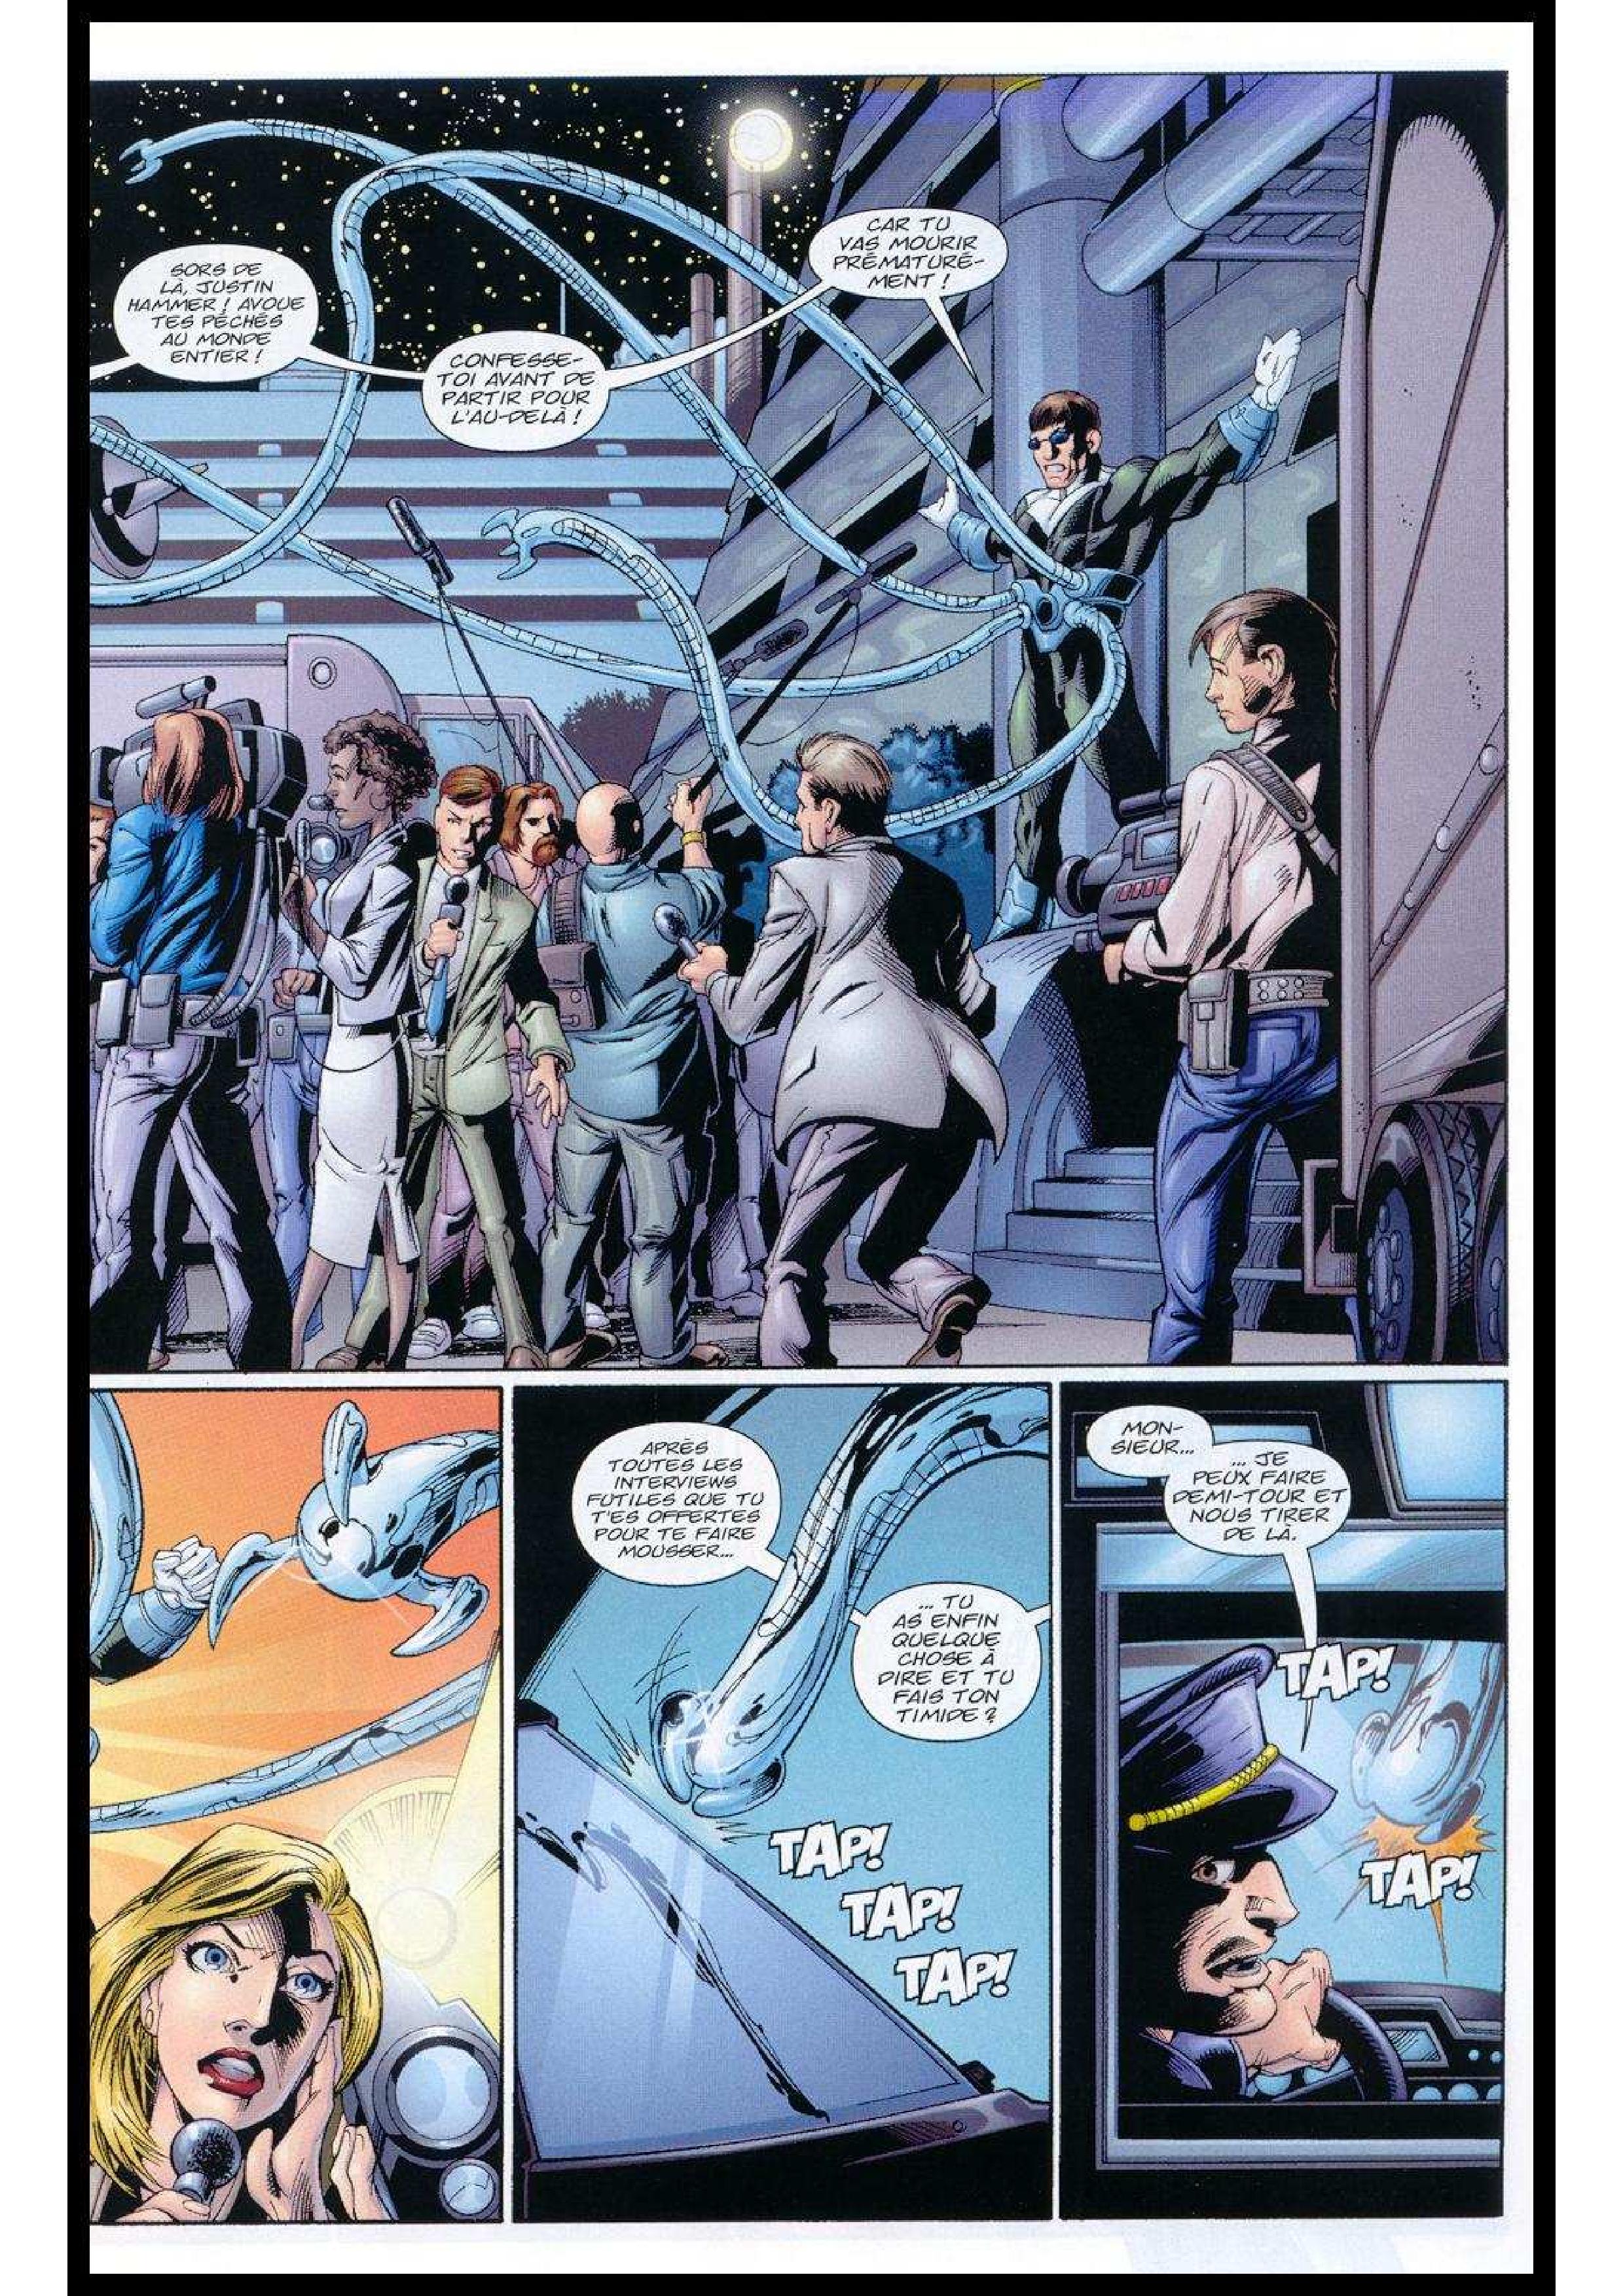 SORS DE
LÀ, JUSTIN
HAMMER ! AVOUE
TES PÉCHÉS
AU MONDE
ENTIER !
CONFESSE-
TOI AVANT DE
PARTIR POUR
L'AU-DELÀ !
CAR TU
VAS MOURIR
PRÉMATURÉ-
MENT !
APRÈS
TOUTES LES
INTERVIEWS
FUTILES QUE TU
T'ES OFFERTES
POUR TE FAIRE
MOUSSER...
... TU
AS ENFIN
QUELQUE
CHOSE À
DIRE ET TU
FAIS TON
TIMIDE ?
TAP!
TAP!
TAP!
MON-
SIEUR...
... JE
PEUX FAIRE
DEMI-TOUR ET
NOUS TIRER
DE LÀ.
TAP!
TAP!